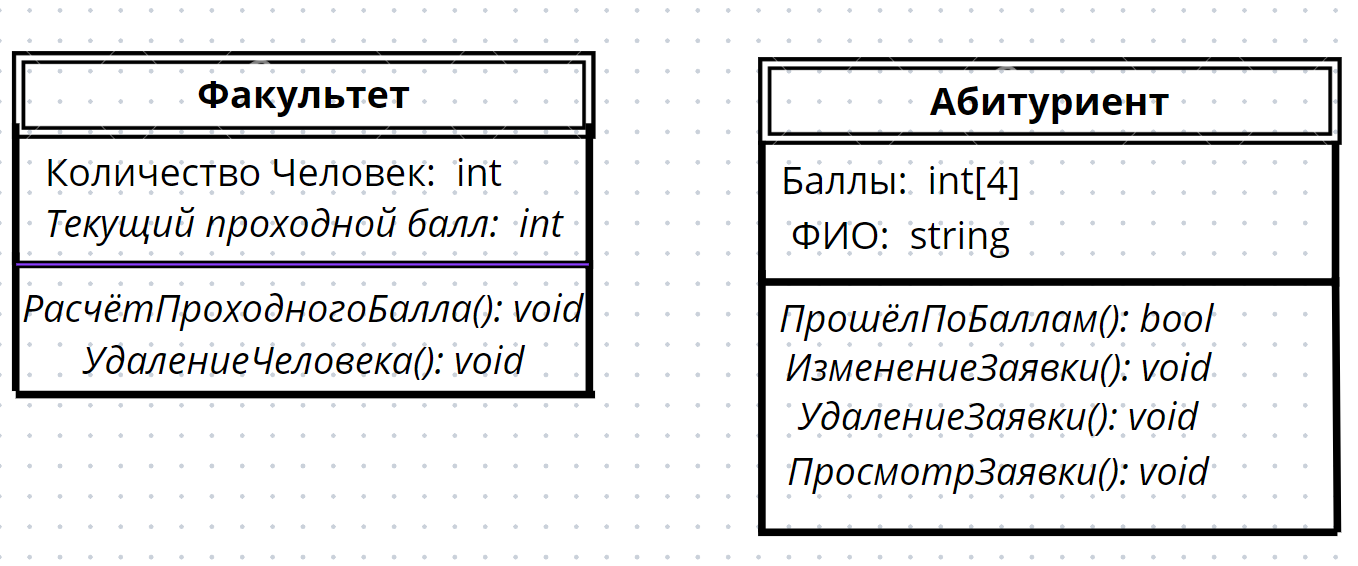 Факультет
Количество Человек: int
Текущий проходной балл: int
РасчётПроходногоБалла(): void
УдалениеЧеловека(): void
Абитуриент
Баллы: int[4]
ФИО: string
ПрошёлПоБаллам(): bool
ИзменениеЗаявки(): void
УдалениеЗаявки(): void
ПросмотрЗаявки(): void